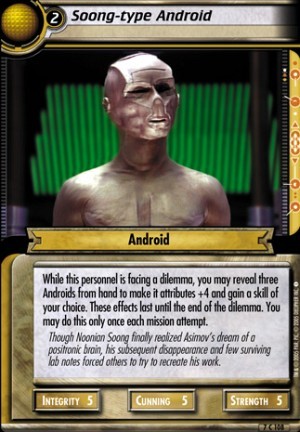 2 Soong-type Android
Android
While this personnel is facing a dilemma, you may reveal three
Androids from hand to make it attributes +4 and gain a skill of
your choice. These effects last until the end of the dilemma. You
may do this only once each mission attempt.
Though Noonian Soong finally realized Asimov's dream of a
positronic brain, his subsequent disappearance and few surviving
lab notes forced others to try to recreate his work.
INTEGRITY 5 CUNNING 5 STRENGTH 5